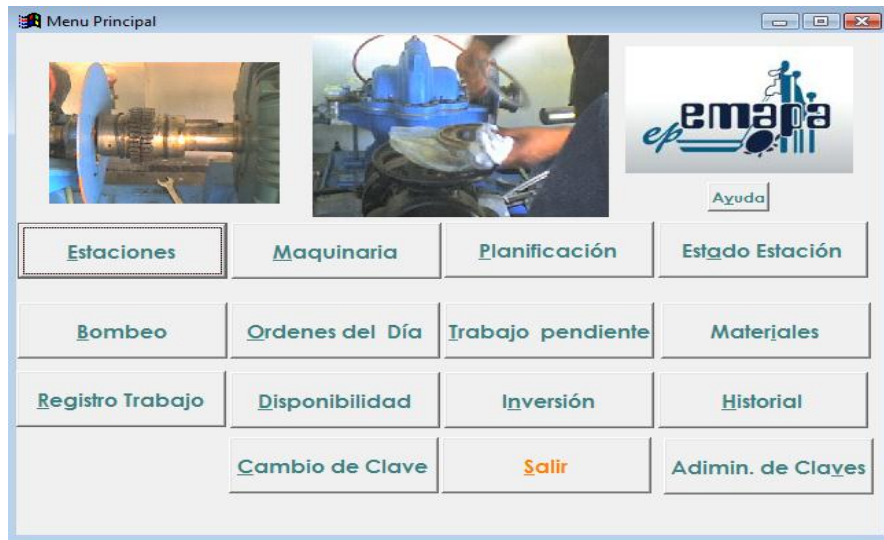 Menu Principal
ep emapa
Ayuda
Estaciones
Maquinaria
Planificación
Estado Estación
Bombeo
Ordenes del Día
Trabajo pendiente
Materiales
Registro Trabajo
Disponibilidad
Inversión
Historial
Cambio de Clave
Salir
Adimin. de Claves